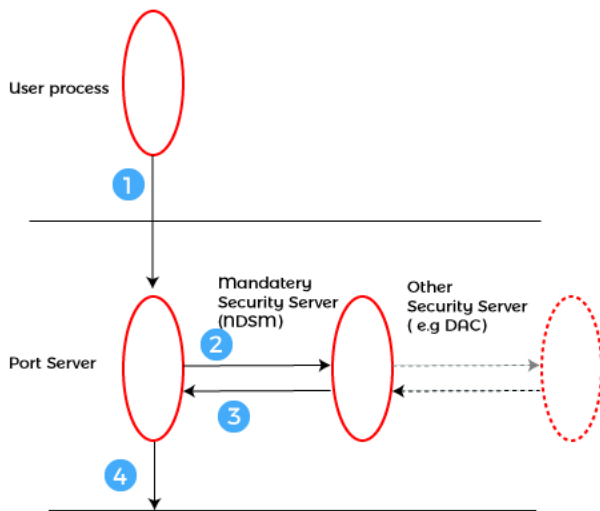 User process
1
Mandatery
Security Server
(NDSM)
Other
Security Server
( e.g DAC)
2
Port Server
3
4